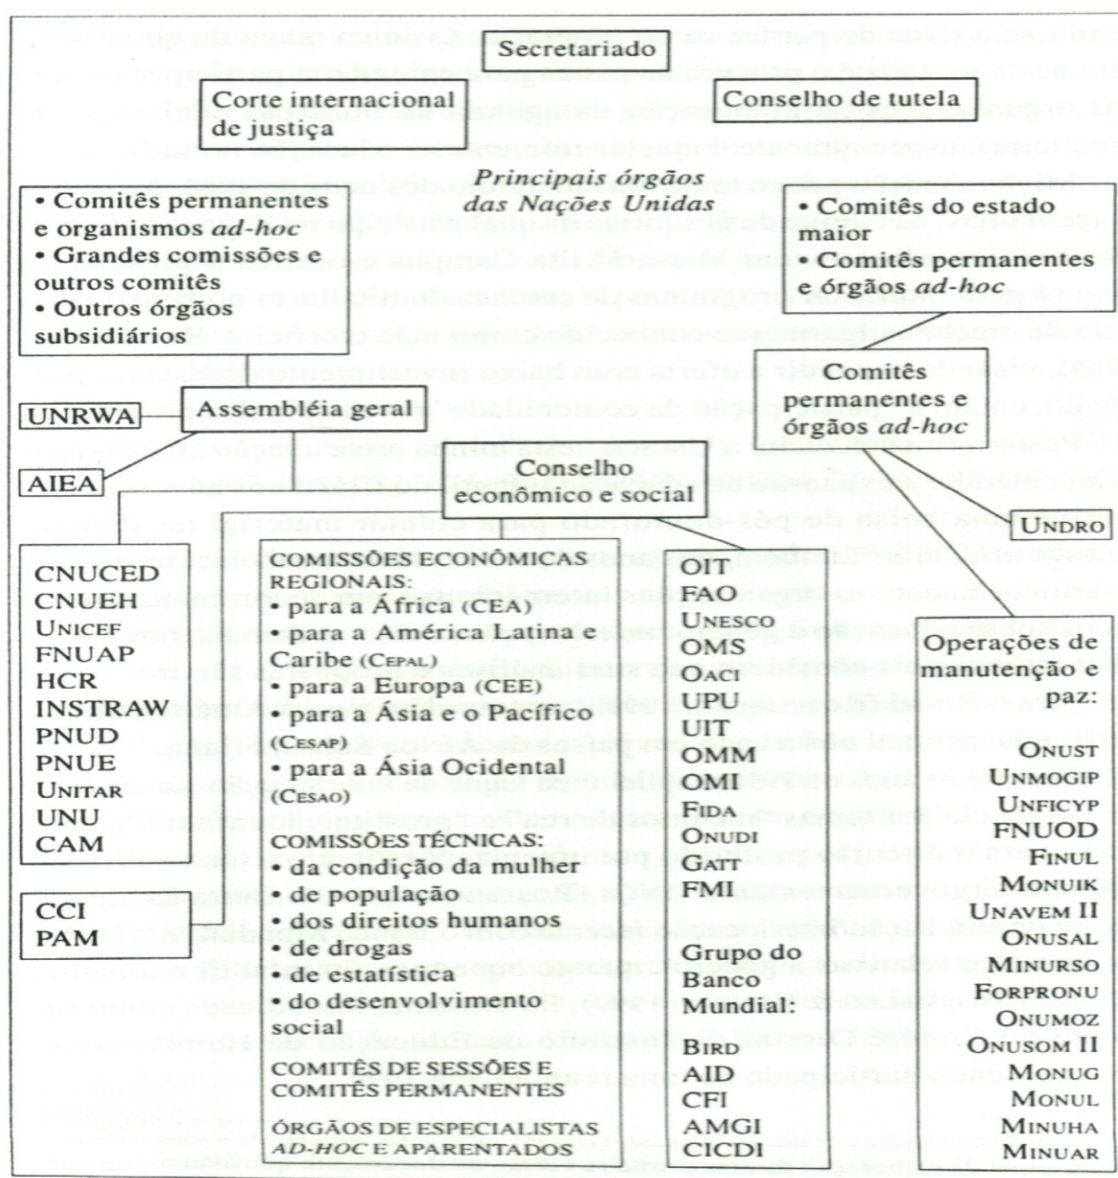 Secretariado
Corte internacional
de justiça
Conselho de tutela
Principais órgãos
das Nações Unidas
• Comitês permanentes
e organismos ad-hoc
• Grandes comissões e
outros comitês
• Outros órgãos
subsidiários
• Comitês do estado
maior
• Comitês permanentes
e órgãos ad-hoc
UNRWA
Assembléia geral
Comitês
permanentes e
órgãos ad-hoc
AIEA
Conselho
econômico e social
UNDRO
CNUCED
CNUEH
UNICEF
FNUAP
HCR
INSTRAW
PNUD
PNUE
UNITAR
UNU
CAM
CCI
PAM
COMISSÕES ECONÔMICAS
REGIONAIS:
• para a África (CEA)
• para a América Latina e
Caribe (CEPAL)
• para a Europa (CEE)
• para a Ásia e o Pacífico
(CESAP)
• para a Ásia Ocidental
(CESAO)
COMISSÕES TÉCNICAS:
• da condição da mulher
• de população
• dos direitos humanos
• de drogas
• de estatística
• do desenvolvimento
social
COMITÊS DE SESSÕES E
COMITÊS PERMANENTES
ÓRGÃOS DE ESPECIALISTAS
AD-HOC E APARENTADOS
OIT
FAO
UNESCO
OMS
OACI
UPU
UIT
OMM
OMI
FIDA
ONUDI
GATT
FMI
Grupo do
Banco
Mundial:
BIRD
AID
CFI
AMGI
CICDI
Operações de
manutenção e
paz:
ONUST
UNMOGIP
UNFICYP
FNUOD
FINUL
MONUIK
UNAVEM II
ONUSAL
MINURSO
FORPRONU
ONUMOZ
ONUSOM II
MONUG
MONUL
MINUHA
MINUAR